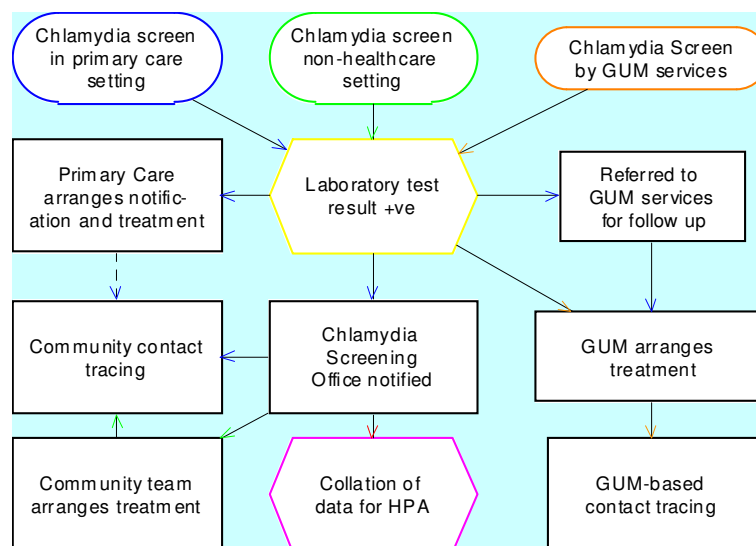 Chlamydia screen
in primary care
setting
Chlamydia screen
non-healthcare
setting
Chlamydia Screen
by GUM services
Primary Care
arranges notific-
ation and treatment
Laboratory test
result +ve
Referred to
GUM services
for follow up
Community contact
tracing
Chlamydia
Screening
Office notified
GUM arranges
treatment
Community team
arranges treatment
Collation of
data for HPA
GUM-based
contact tracing